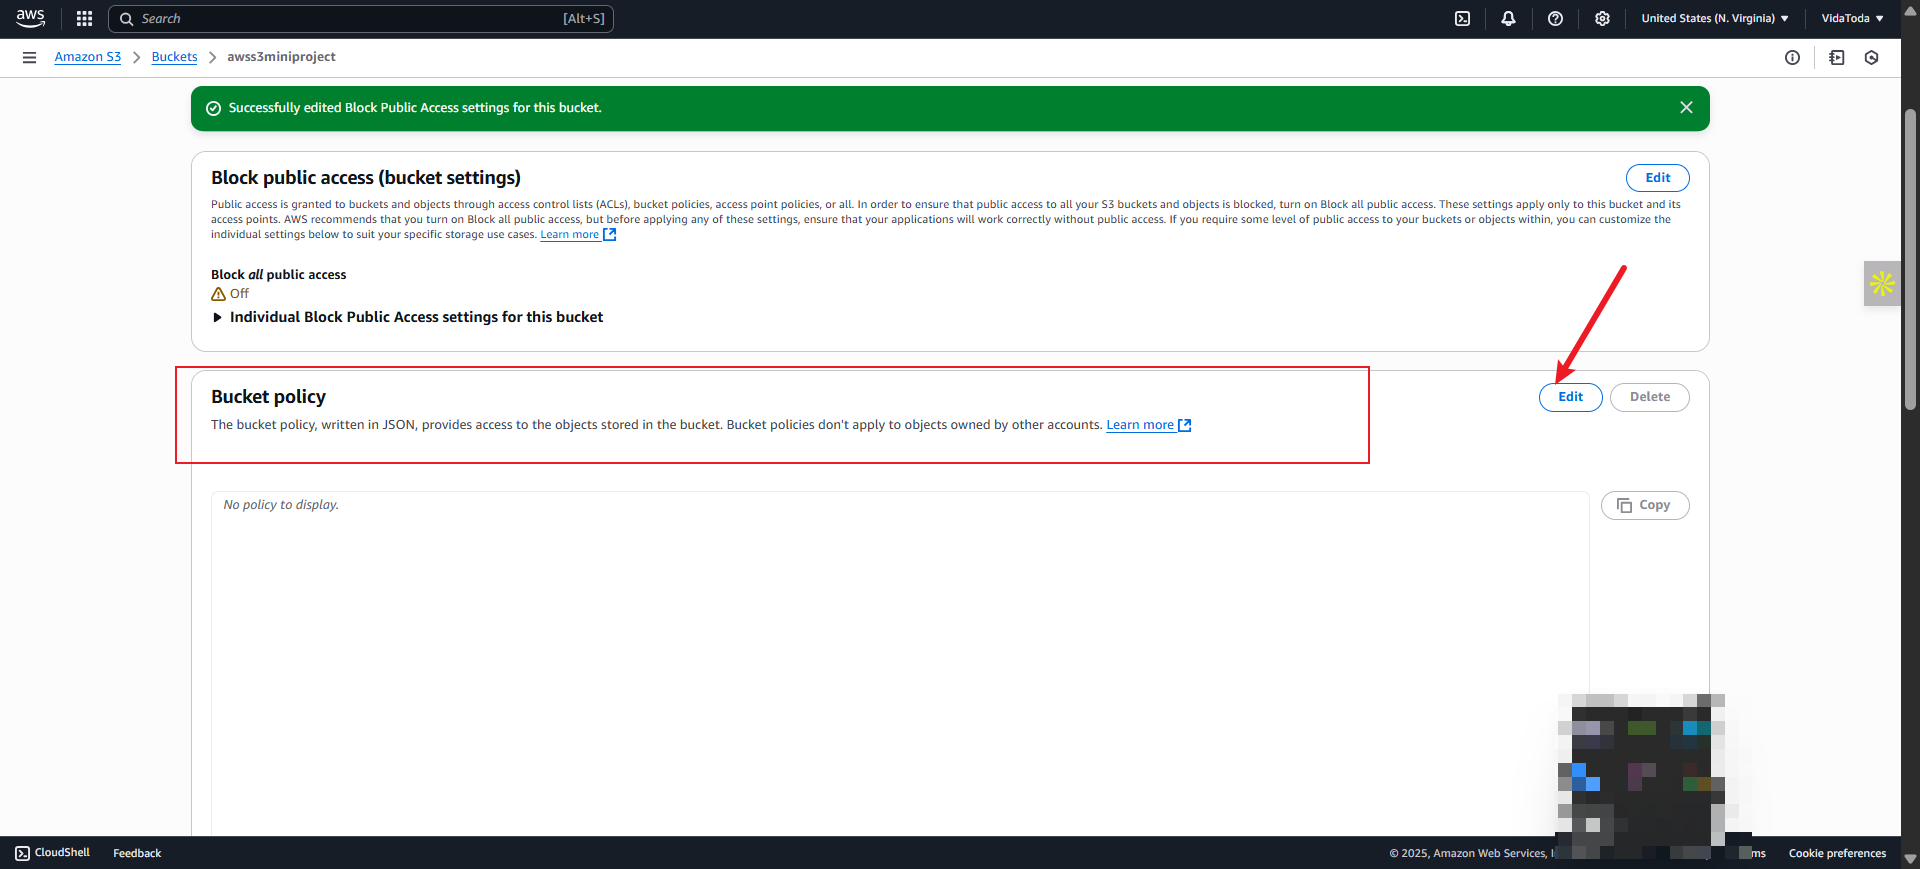 aws
Search
[Alt+S]
United States (N. Virginia)
VidaToda
Amazon S3
Buckets
awss3miniproject
Successfully edited Block Public Access settings for this bucket.
Block public access (bucket settings)
Edit
Public access is granted to buckets and objects through access control lists (ACLs), bucket policies, access point policies, or all. In order to ensure that public access to all your S3 buckets and objects is blocked, turn on Block all public access. These settings apply only to this bucket and its
access points. AWS recommends that you turn on Block all public access, but before applying any of these settings, ensure that your applications will work correctly without public access. If you require some level of public access to your buckets or objects within, you can customize the
individual settings below to suit your specific storage use cases. Learn more
Block all public access
Off
Individual Block Public Access settings for this bucket
Bucket policy
Edit
Delete
The bucket policy, written in JSON, provides access to the objects stored in the bucket. Bucket policies don't apply to objects owned by other accounts. Learn more
No policy to display.
Copy
CloudShell
Feedback
© 2025, Amazon Web Services,
Cookie preferences